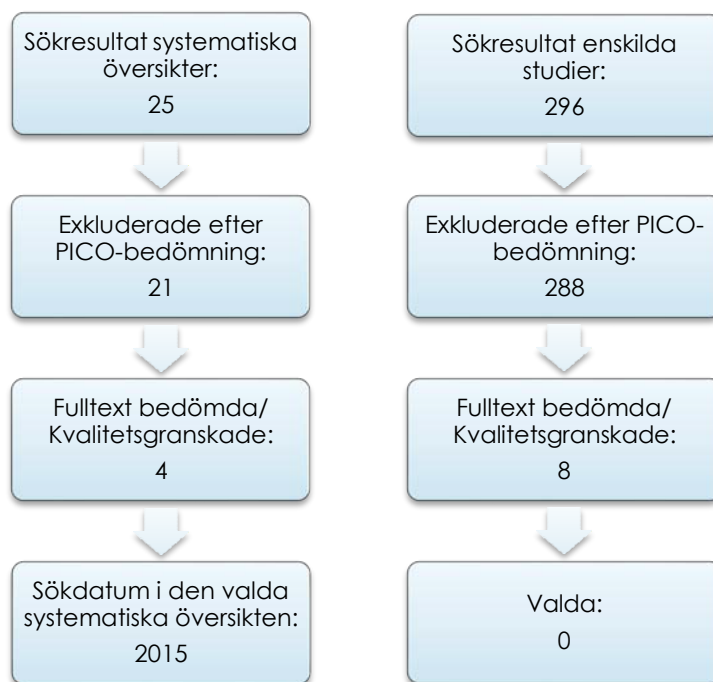 Sökresultat systematiska
översikter:
25
Exkluderade efter
PICO-bedömning:
21
Fulltext bedömda/
Kvalitetsgranskade:
4
Sökdatum i den valda
systematiska översikten:
2015
Sökresultat enskilda
studier:
296
Exkluderade efter PICO-
bedömning:
288
Fulltext bedömda/
Kvalitetsgranskade:
8
Valda:
0